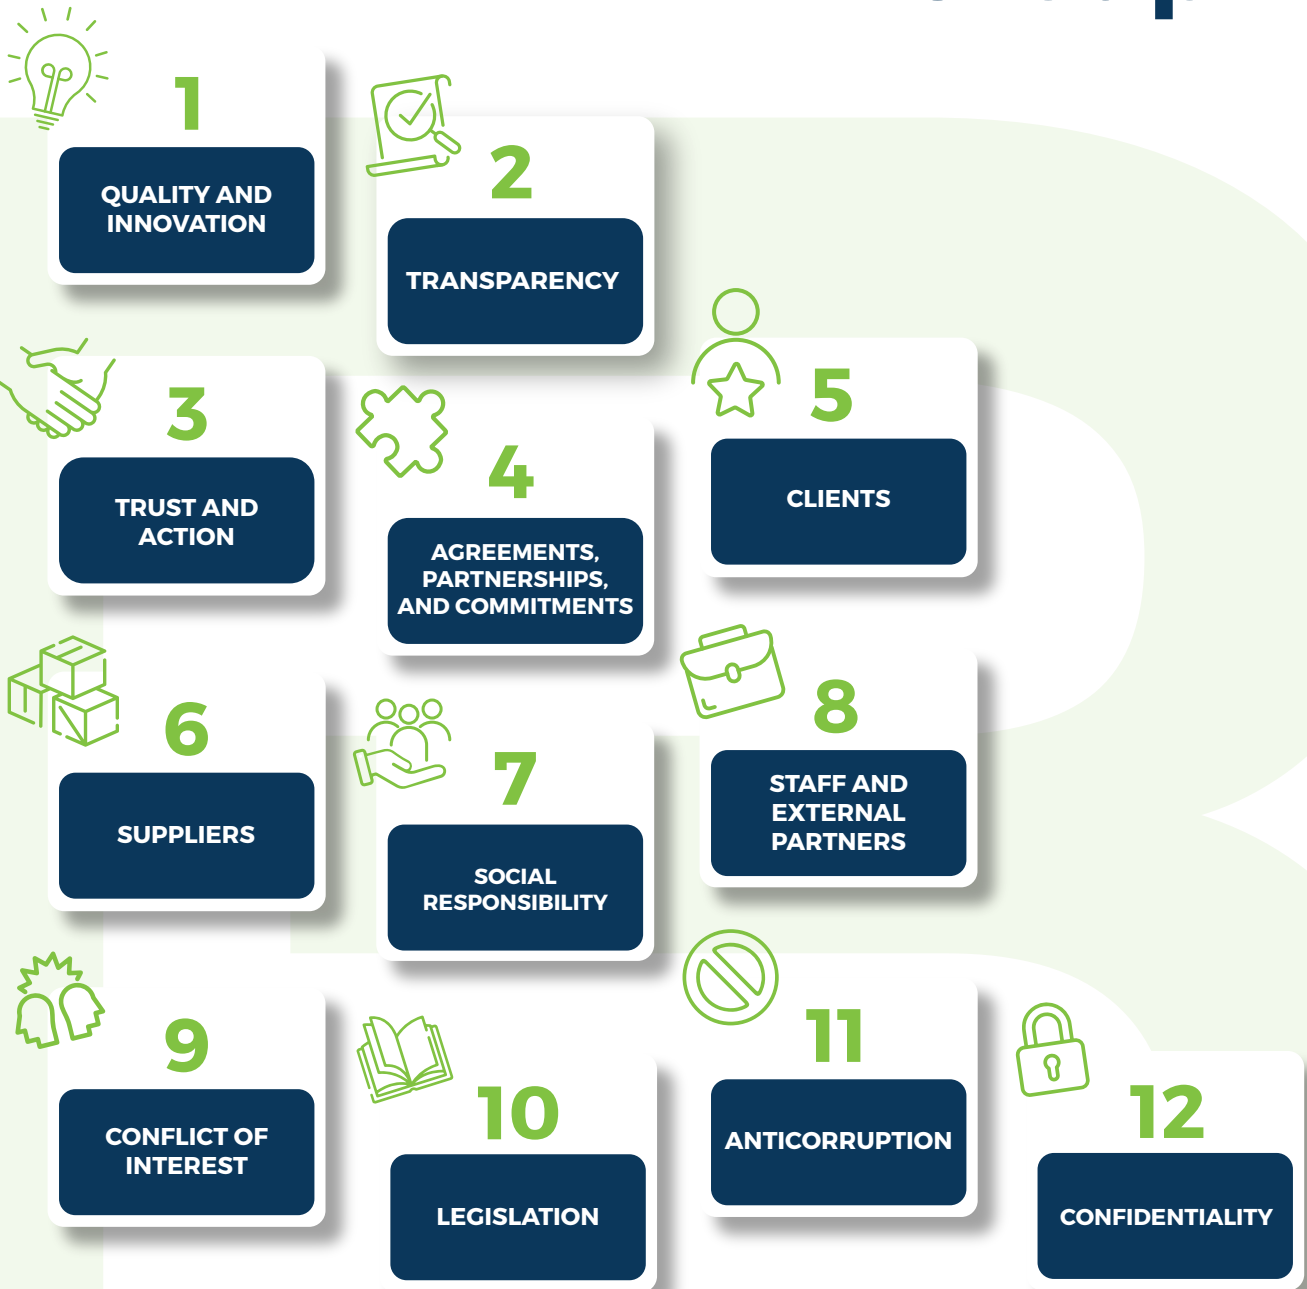 1
QUALITY AND
INNOVATION
2
TRANSPARENCY
3
TRUST AND
ACTION
4
AGREEMENTS,
PARTNERSHIPS,
AND COMMITMENTS
5
CLIENTS
6
SUPPLIERS
7
SOCIAL
RESPONSIBILITY
8
STAFF AND
EXTERNAL
PARTNERS
9
CONFLICT OF
INTEREST
10
LEGISLATION
11
ANTICORRUPTION
12
CONFIDENTIALITY